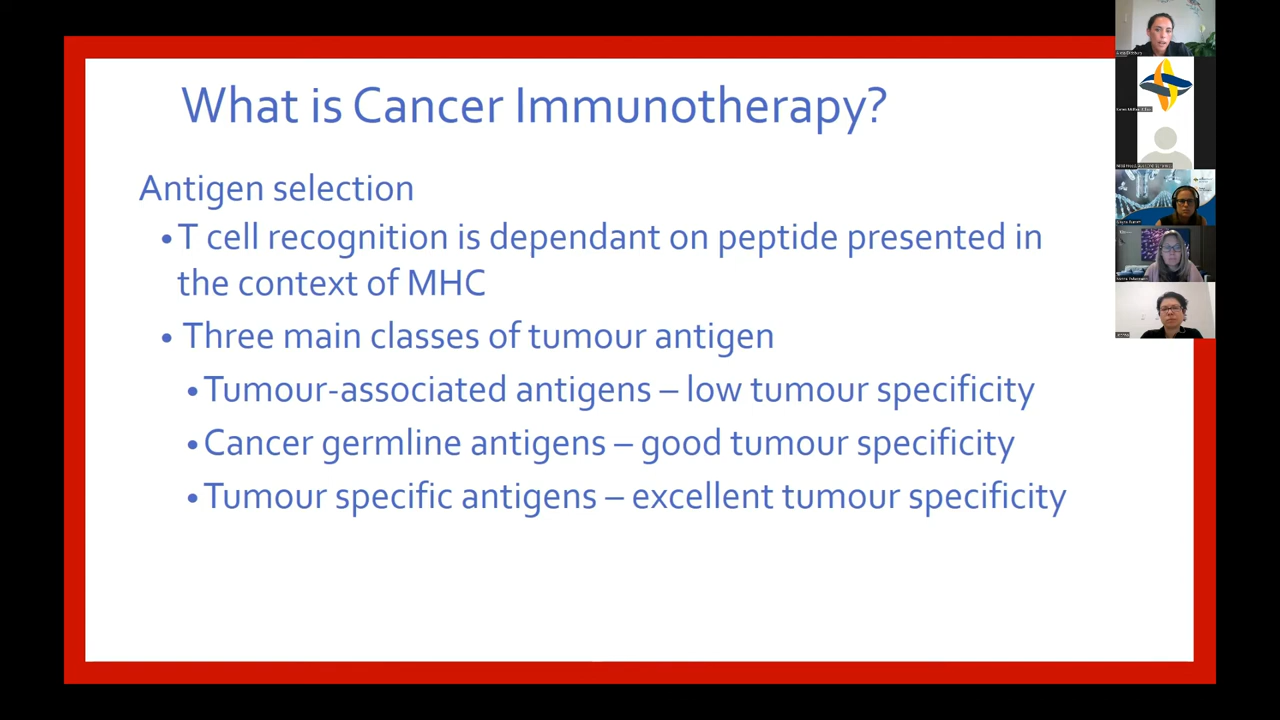 What is Cancer Immunotherapy?
Antigen selection
• T cell recognition is dependant on peptide presented in
the context of MHC
• Three main classes of tumour antigen
• Tumour-associated antigens – low tumour specificity
• Cancer germline antigens – good tumour specificity
• Tumour specific antigens – excellent tumour specificity